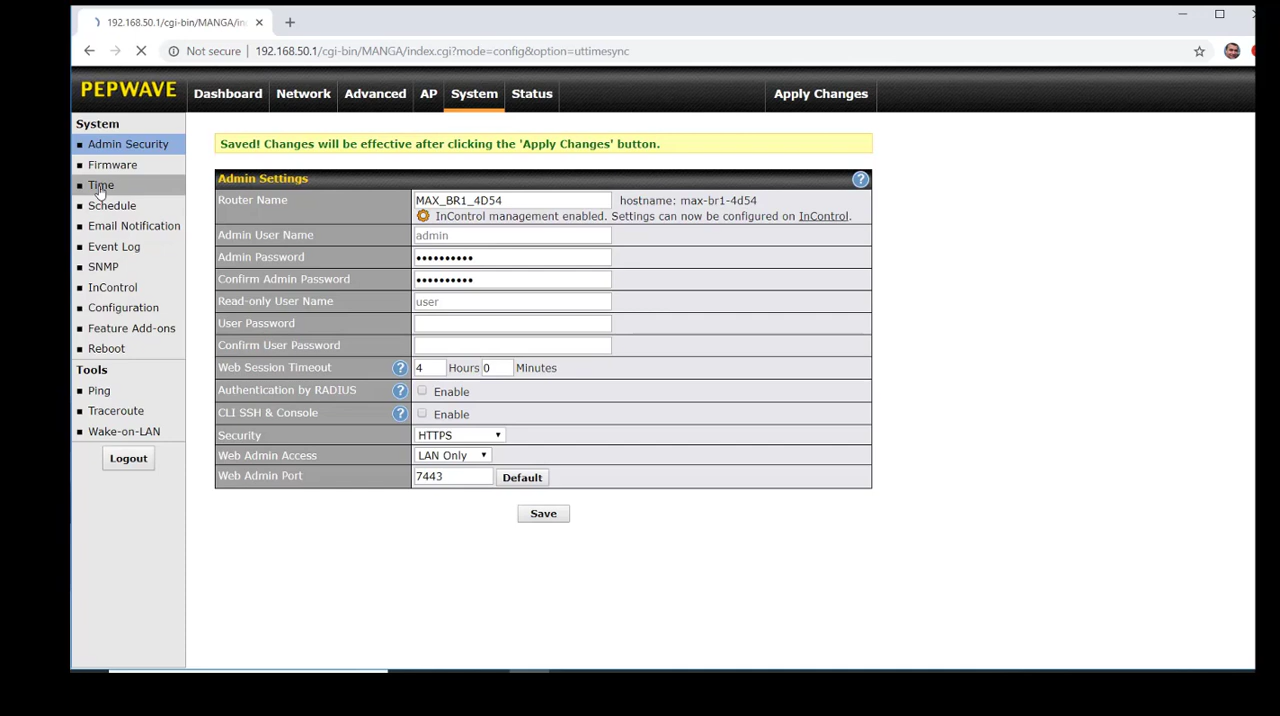 192.168.50.1/cgi-bin/MANGA/in
Not secure | 192.168.50.1/cgi-bin/MANGA/index.cgi?mode=config&option=uttimesync
PEPWAVE Dashboard Network Advanced AP System Status Apply Changes
System
Admin Security
Firmware
Time
Schedule
Email Notification
Event Log
SNMP
InControl
Configuration
Feature Add-ons
Reboot
Tools
Ping
Traceroute
Wake-on-LAN
Logout
Saved! Changes will be effective after clicking the 'Apply Changes' button.
Admin Settings ?
Router Name MAX_BR1_4D54 hostname: max-br1-4d54
InControl management enabled. Settings can now be configured on InControl.
Admin User Name admin
Admin Password ••••••••••
Confirm Admin Password ••••••••••
Read-only User Name user
User Password
Confirm User Password
Web Session Timeout ? 4 Hours 0 Minutes
Authentication by RADIUS ? Enable
CLI SSH & Console ? Enable
Security HTTPS
Web Admin Access LAN Only
Web Admin Port 7443 Default
Save